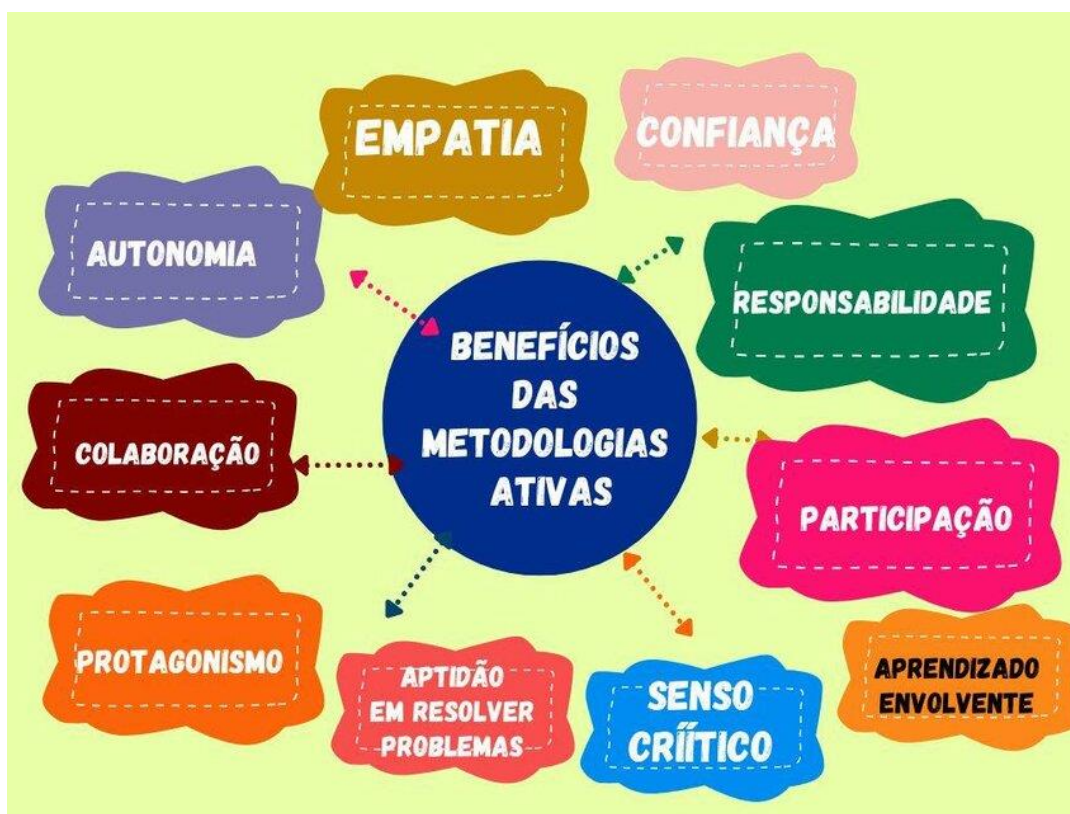 EMPATIA
CONFIANÇA
AUTONOMIA
RESPONSABILIDADE
BENEFÍCIOS
DAS
METODOLOGIAS
ATIVAS
COLABORAÇÃO
PARTICIPAÇÃO
PROTAGONISMO
APTIDÃO
EM RESOLVER
PROBLEMAS
SENSO
CRÍÍTICO
APRENDIZADO
ENVOLVENTE